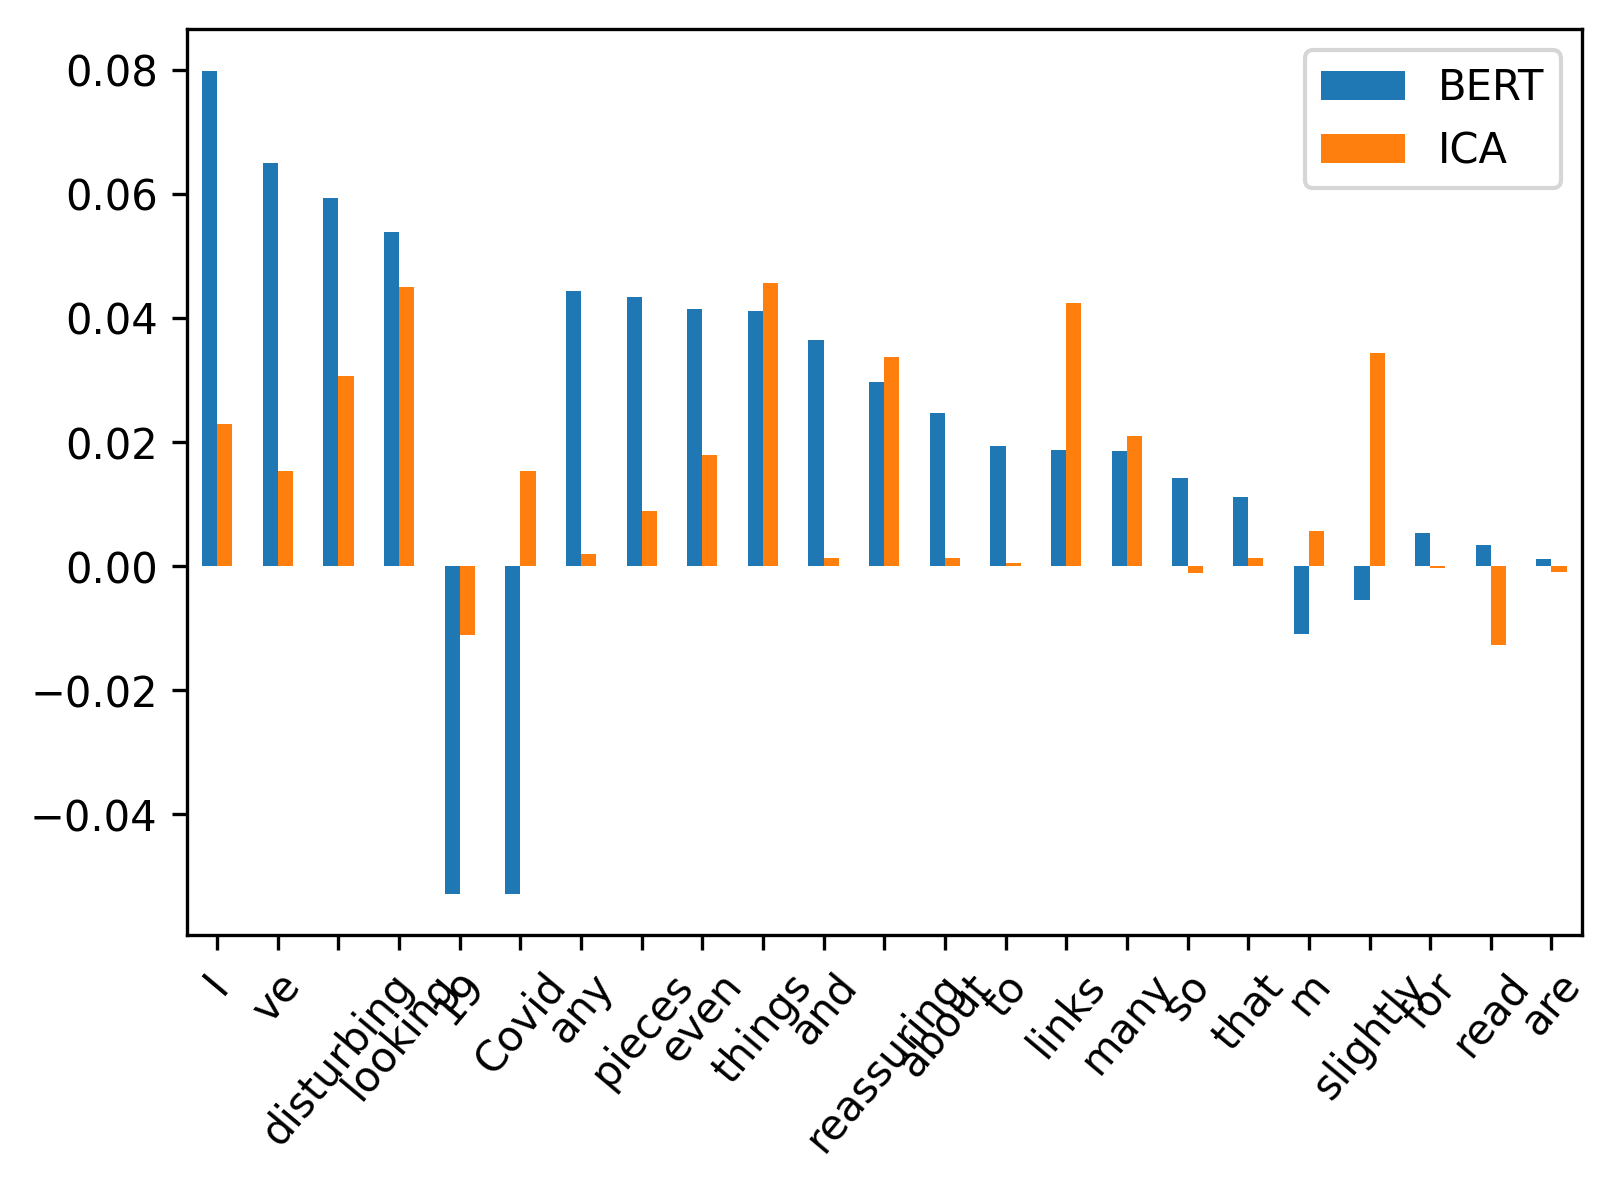 BERT
ICA
0.08
0.06
0.04
0.02
0.00
−0.02
−0.04
I
ve
disturbing
looking
19
Covid
any
pieces
even
things
and
reassuring
about
to
links
many
so
that
m
slightly
for
read
are